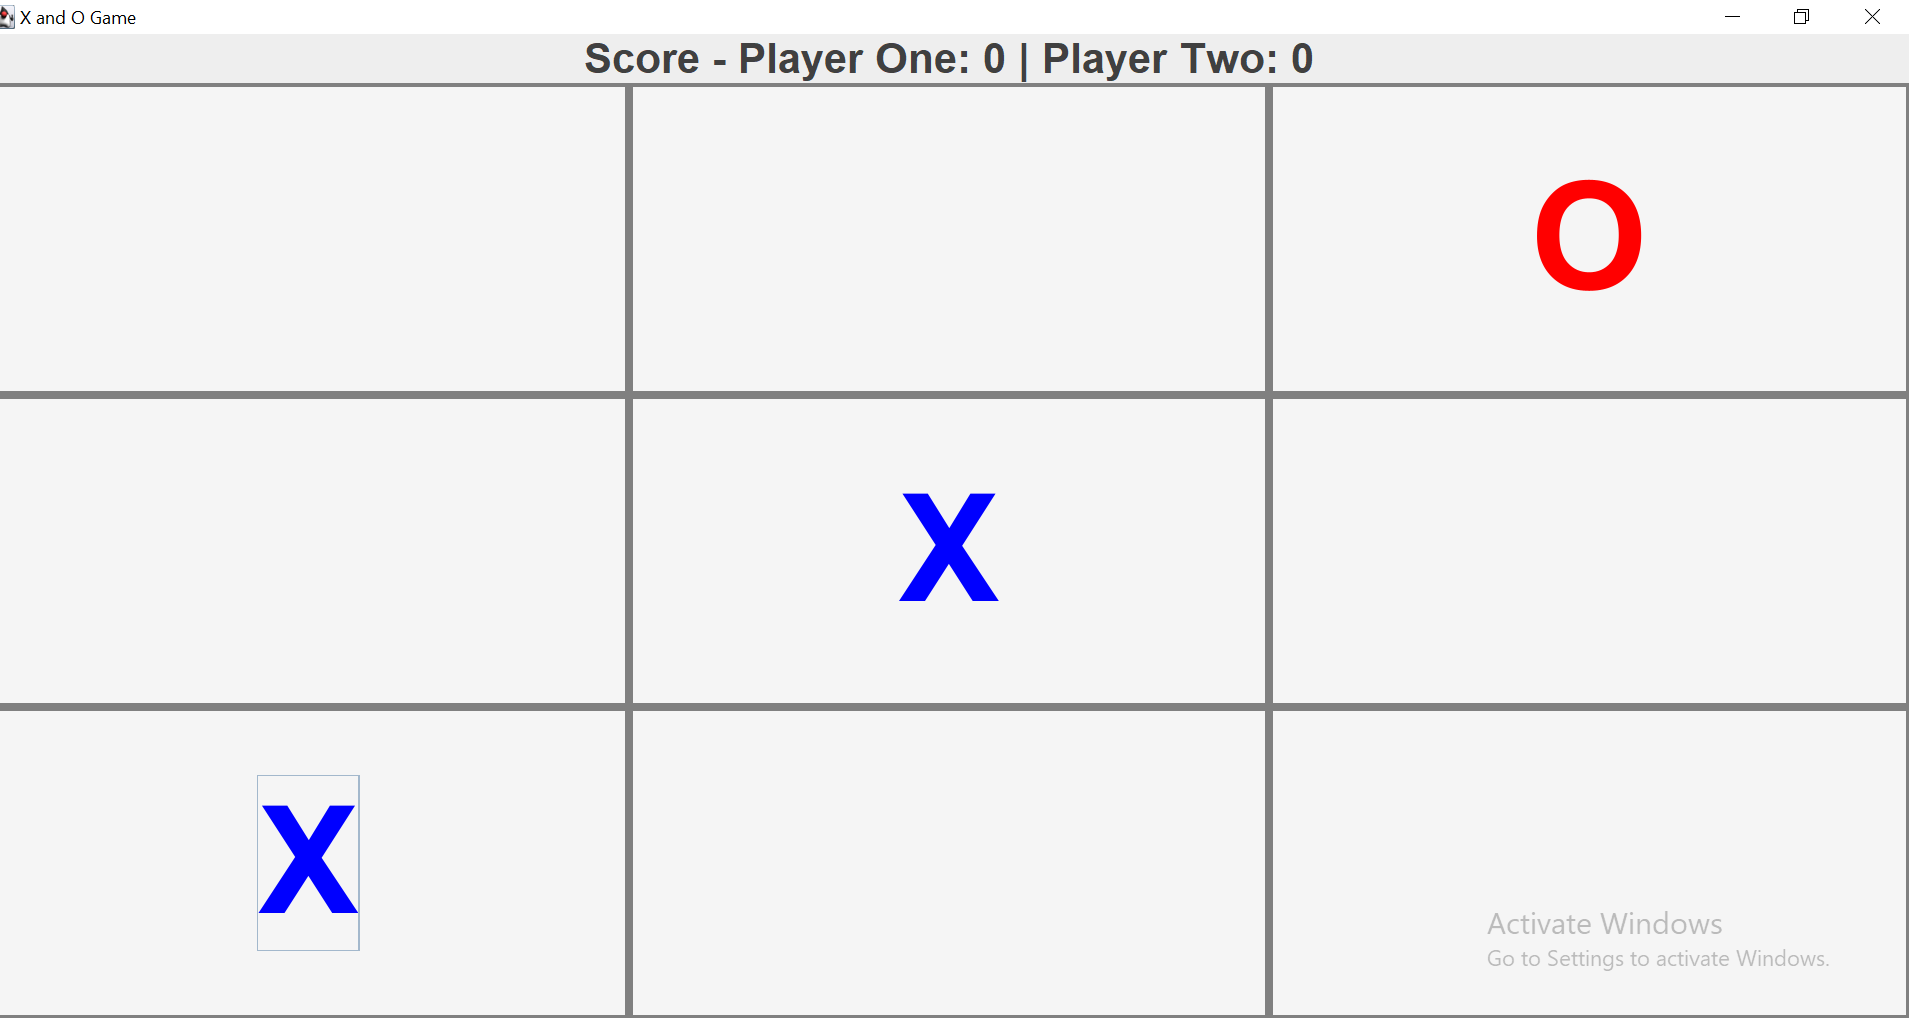 X and O Game
Score - Player One: 0 | Player Two: 0
O
X
X
Activate Windows
Go to Settings to activate Windows.